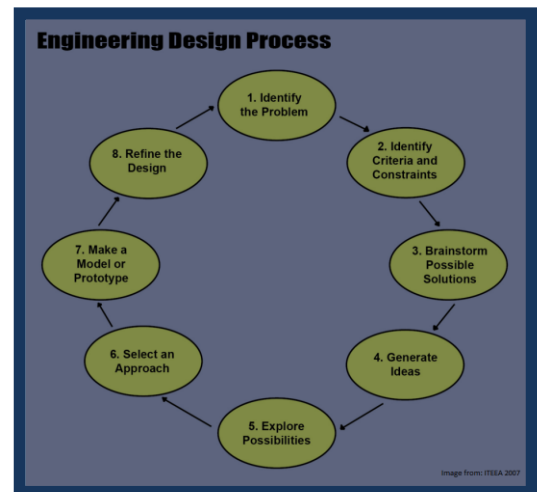 Engineering Design Process
1. Identify
the Problem
2. Identify
Criteria and
Constraints
3. Brainstorm
Possible
Solutions
4. Generate
Ideas
5. Explore
Possibilities
6. Select an
Approach
7. Make a
Model or
Prototype
8. Refine the
Design
Image from: ITEEA 2007